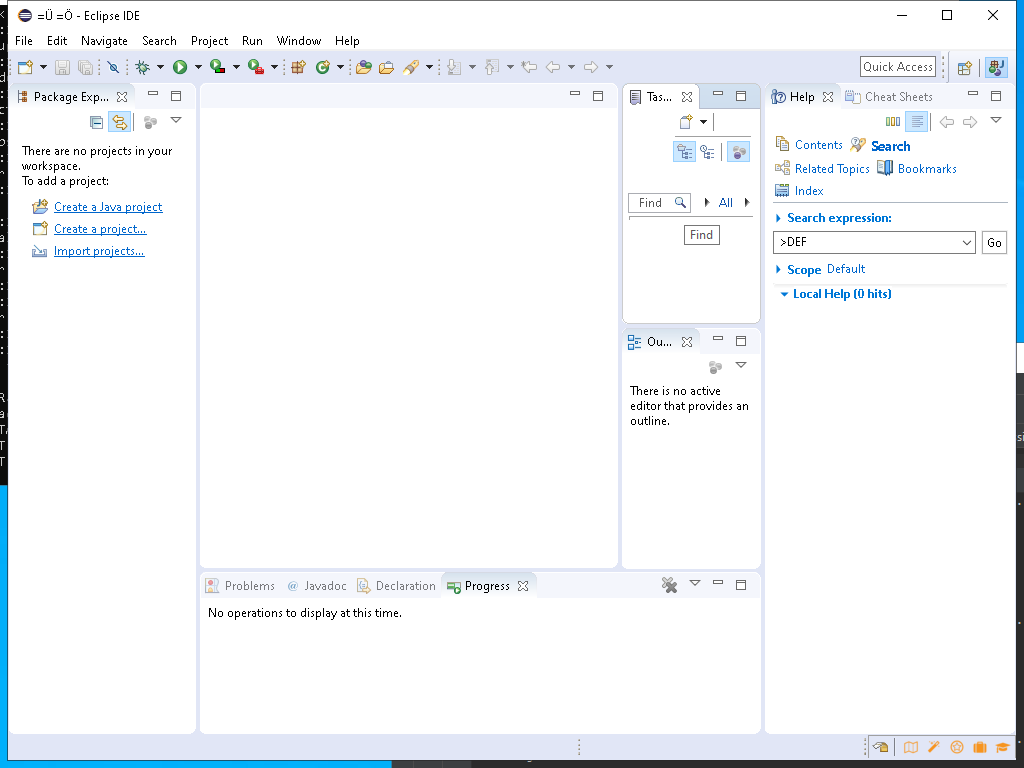 =Ü =Ö - Eclipse IDE
File Edit Navigate Search Project Run Window Help
Quick Access
Package Exp...
There are no projects in your
workspace.
To add a project:
Create a Java project
Create a project...
Import projects...
Tas...
Find
All
Find
Ou...
There is no active
editor that provides an
outline.
Help
Cheat Sheets
Contents
Search
Related Topics
Bookmarks
Index
Search expression:
>DEF
Go
Scope Default
Local Help (0 hits)
Problems
@ Javadoc
Declaration
Progress
No operations to display at this time.